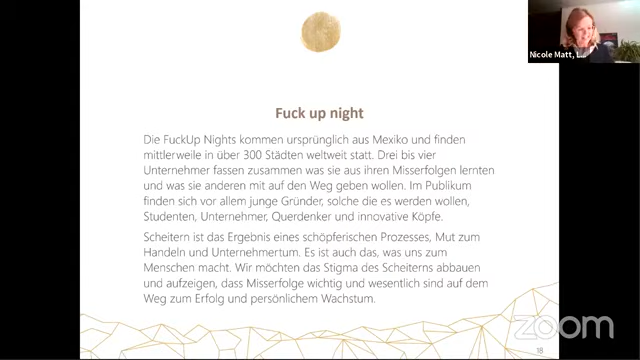 Fuck up night
Die FuckUp Nights kommen ursprünglich aus Mexiko und finden
mittlerweile in über 300 Städten weltweit statt. Drei bis vier
Unternehmer fassen zusammen was sie aus ihren Misserfolgen lernten
und was sie anderen mit auf den Weg geben wollen. Im Publikum
finden sich vor allem junge Gründer, solche die es werden wollen,
Studenten, Unternehmer, Querdenker und innovative Köpfe.
Scheitern ist das Ergebnis eines schöpferischen Prozesses, Mut zum
Handeln und Unternehmertum. Es ist auch das, was uns zum
Menschen macht. Wir möchten das Stigma des Scheiterns abbauen
und aufzeigen, dass Misserfolge wichtig und wesentlich sind auf dem
Weg zum Erfolg und persönlichem Wachstum.
Nicole Matt,
zoom
18